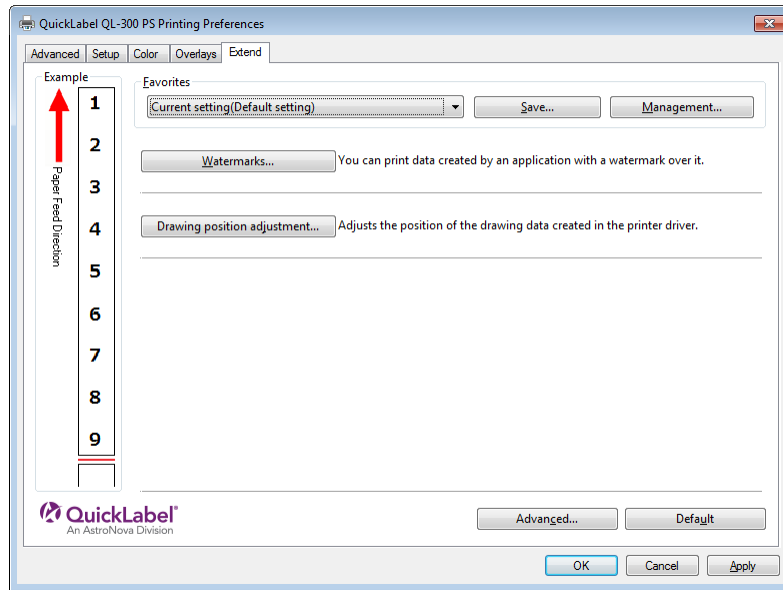 QuickLabel QL-300 PS Printing Preferences
Advanced Setup Color Overlays Extend
Example
Paper Feed Direction
1
2
3
4
5
6
7
8
9
Favorites
Current setting(Default setting) Save... Management...
Watermarks... You can print data created by an application with a watermark over it.
Drawing position adjustment... Adjusts the position of the drawing data created in the printer driver.
QuickLabel®
An AstroNova Division
Advanced... Default
OK Cancel Apply